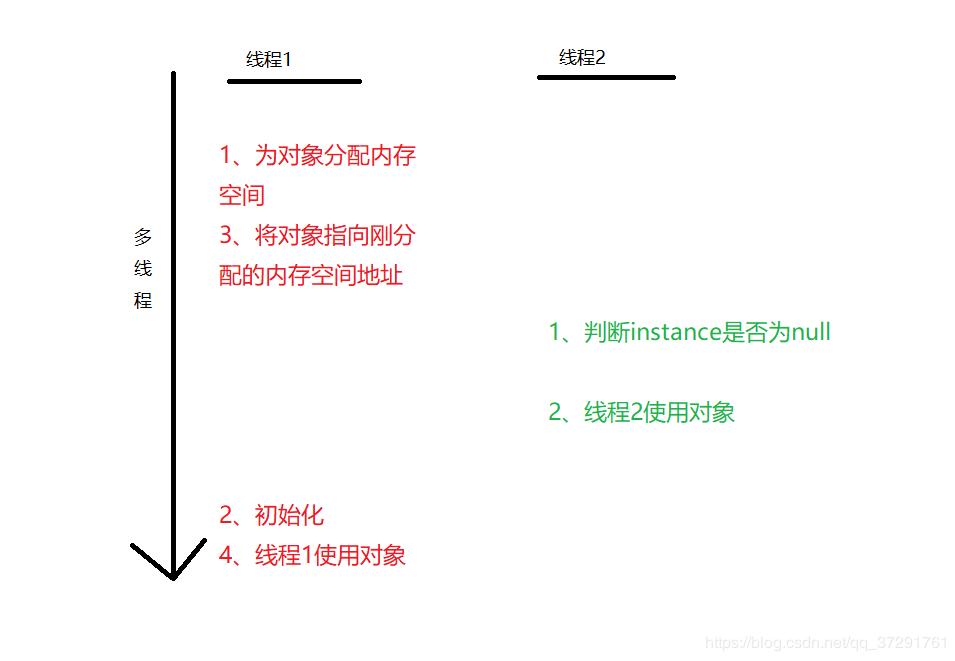 线程1
线程2
1、为对象分配内存
空间
3、将对象指向刚分
配的内存空间地址
多
线
程
1、判断instance是否为null
2、线程2使用对象
2、初始化
4、线程1使用对象
https://blog.csdn.net/qq_37291761